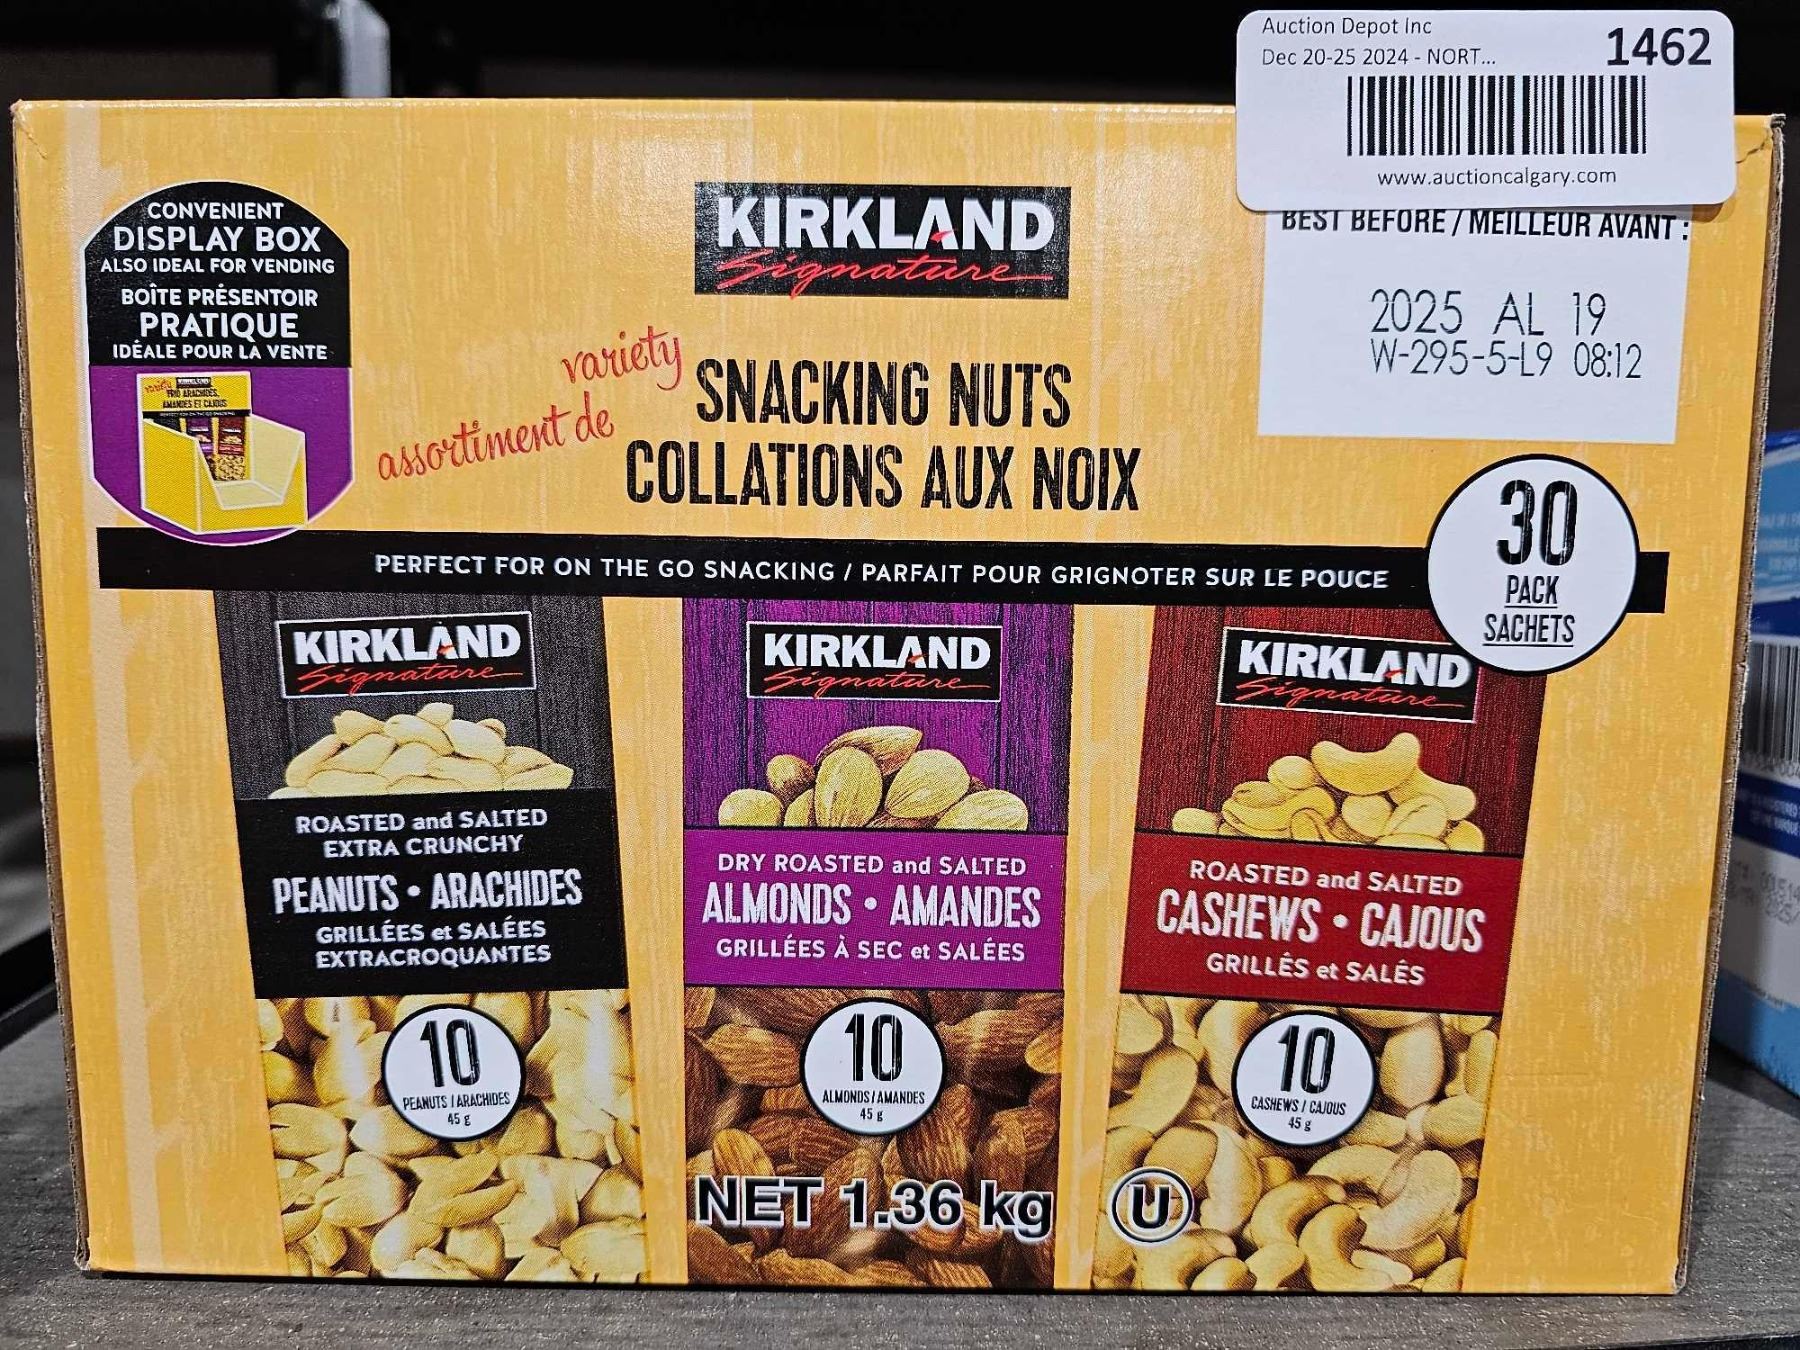 Auction Depot Inc
1462
Dec 20-25 2024 - NORT...
www.auctioncalgary.com
BEST BEFORE / MEILLEUR AVANT :
2025 AL 19
W-295-5-L9 08:12
CONVENIENT
DISPLAY BOX
ALSO IDEAL FOR VENDING
BOÎTE PRÉSENTOIR
PRATIQUE
IDÉALE POUR LA VENTE
KIRKLAND
Signature
variety
SNACKING NUTS
assortiment de
COLLATIONS AUX NOIX
30
PACK
SACHETS
PERFECT FOR ON THE GO SNACKING / PARFAIT POUR GRIGNOTER SUR LE POUCE
KIRKLAND
Signature
ROASTED and SALTED
EXTRA CRUNCHY
PEANUTS • ARACHIDES
GRILLÉES et SALÉES
EXTRACROQUANTES
10
PEANUTS / ARACHIDES
45 g
KIRKLAND
Signature
DRY ROASTED and SALTED
ALMONDS • AMANDES
GRILLÉES À SEC et SALÉES
10
ALMONDS / AMANDES
45 g
KIRKLAND
Signature
ROASTED and SALTED
CASHEWS • CAJOUS
GRILLÉS et SALÉS
10
CASHEWS / CAJOUS
45 g
NET 1.36 kg
U